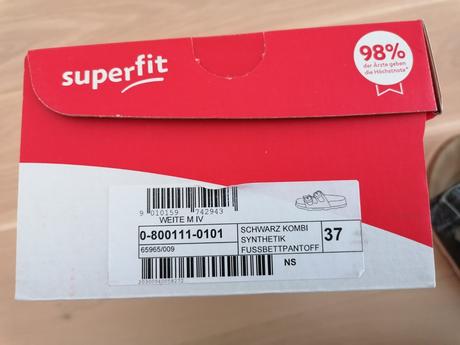 superfit
98%
der Ärzte geben
die Höchstnote*
9 010159 742943
WEITE M IV
0-800111-0101
65965/009
SCHWARZ KOMBI
SYNTHETIK
FUSSBETTPANTOFF
37
NS